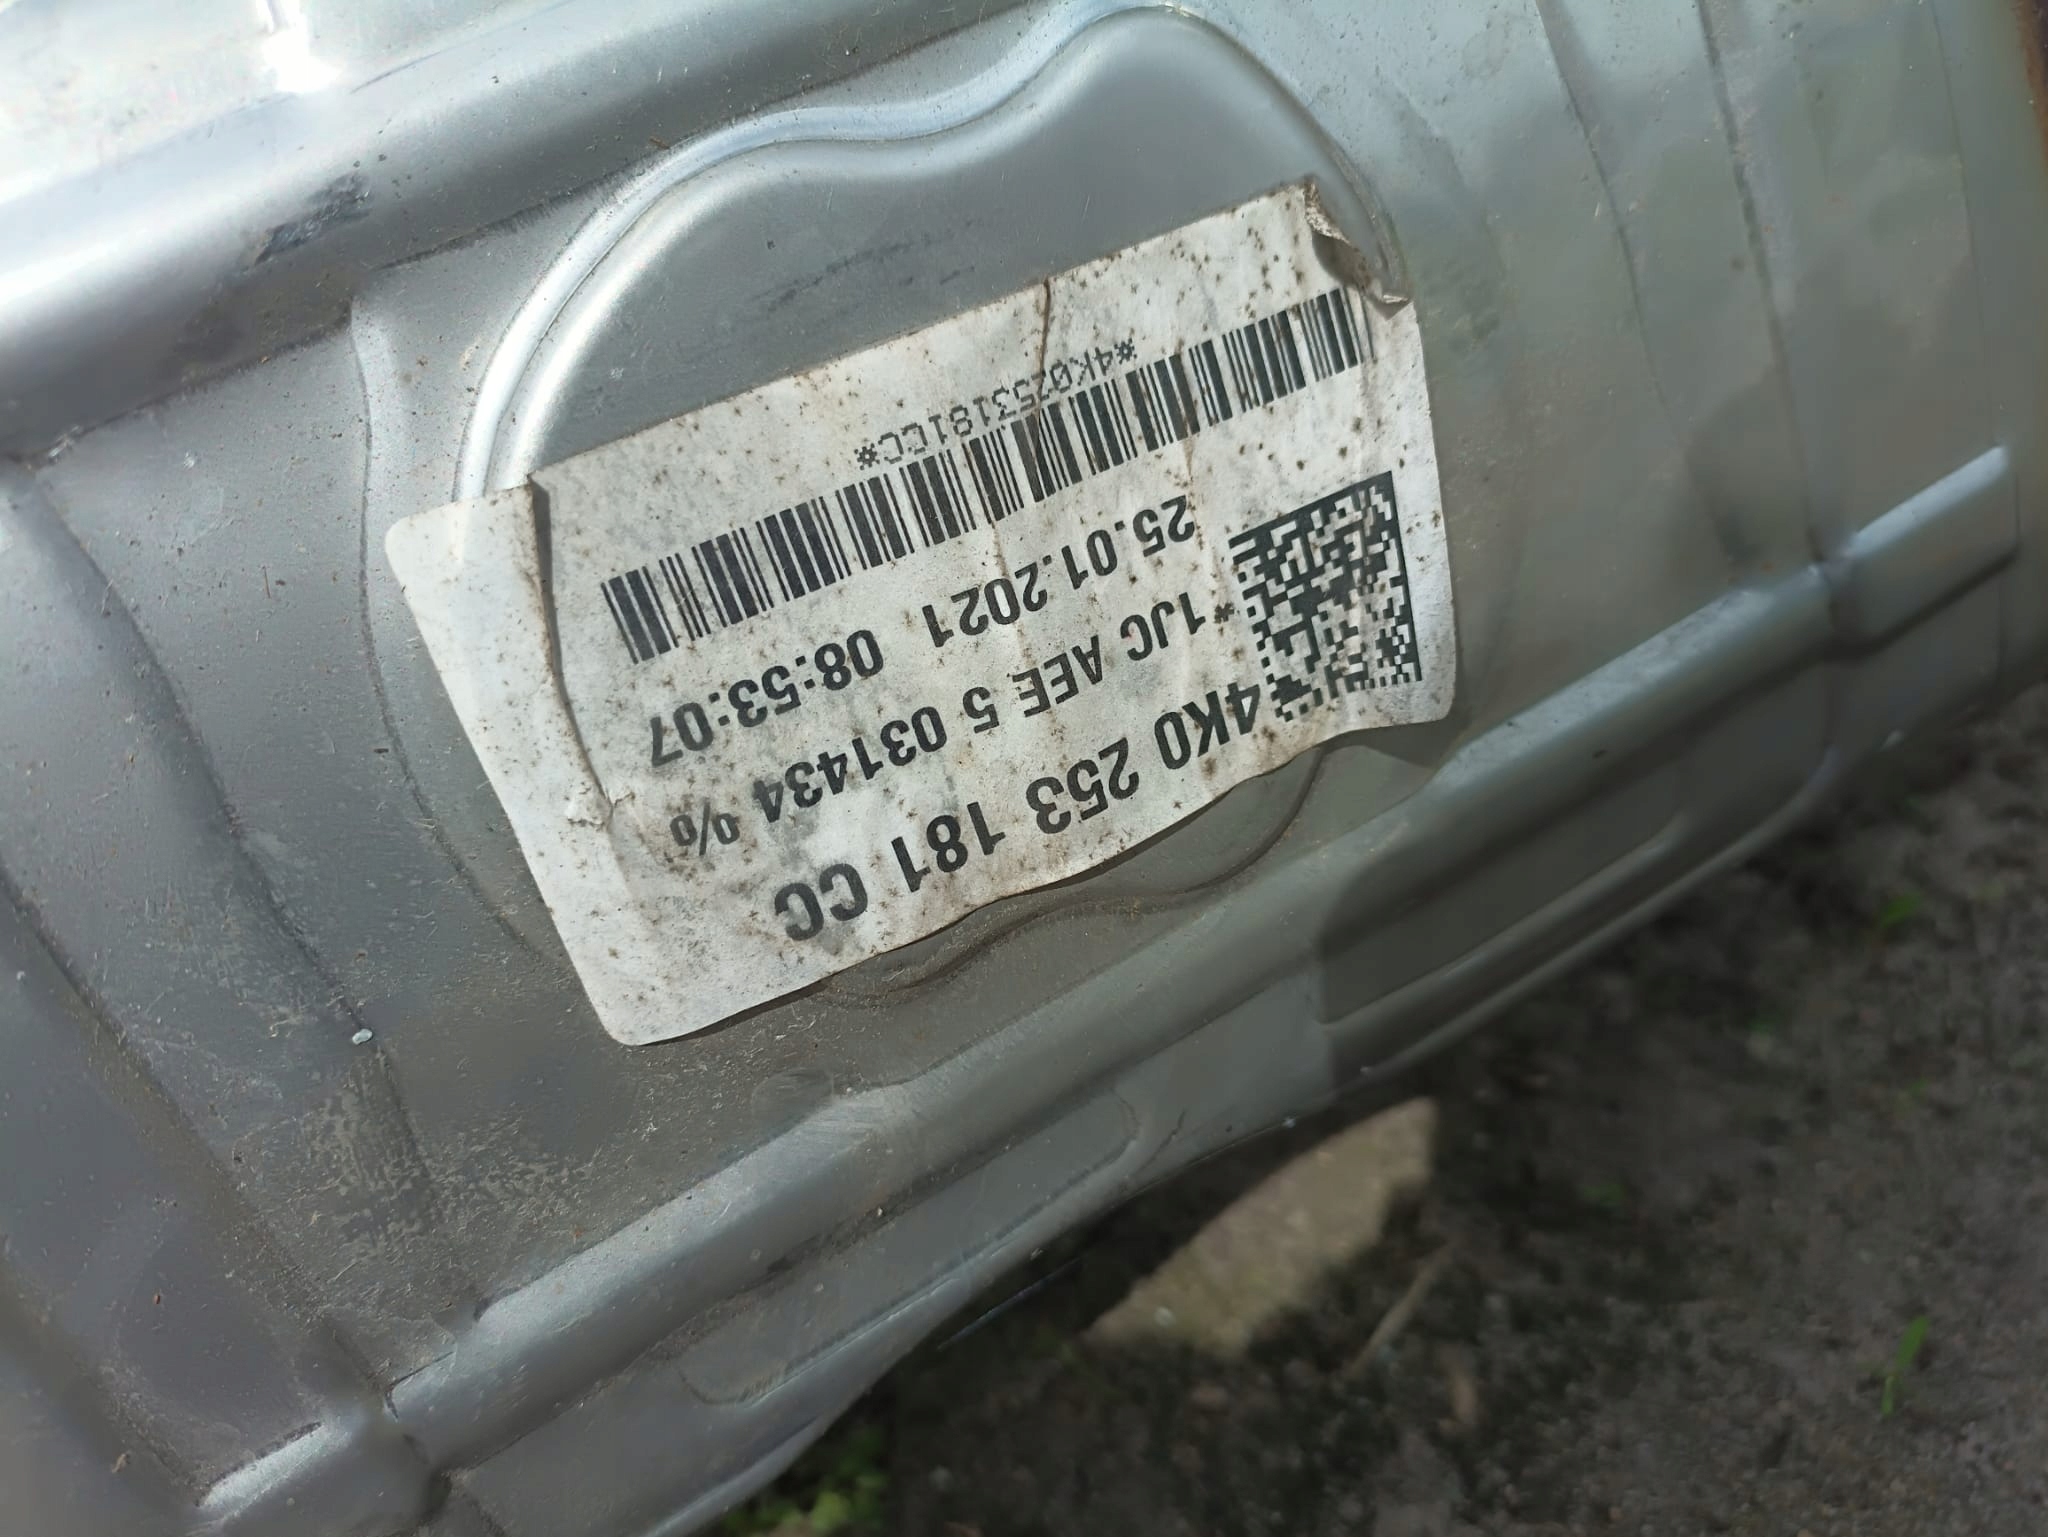 *4K0 253 181 CC
*1JC AEE 5 031434 %
25.01.2021 08:53:07
*4K0253181CC*